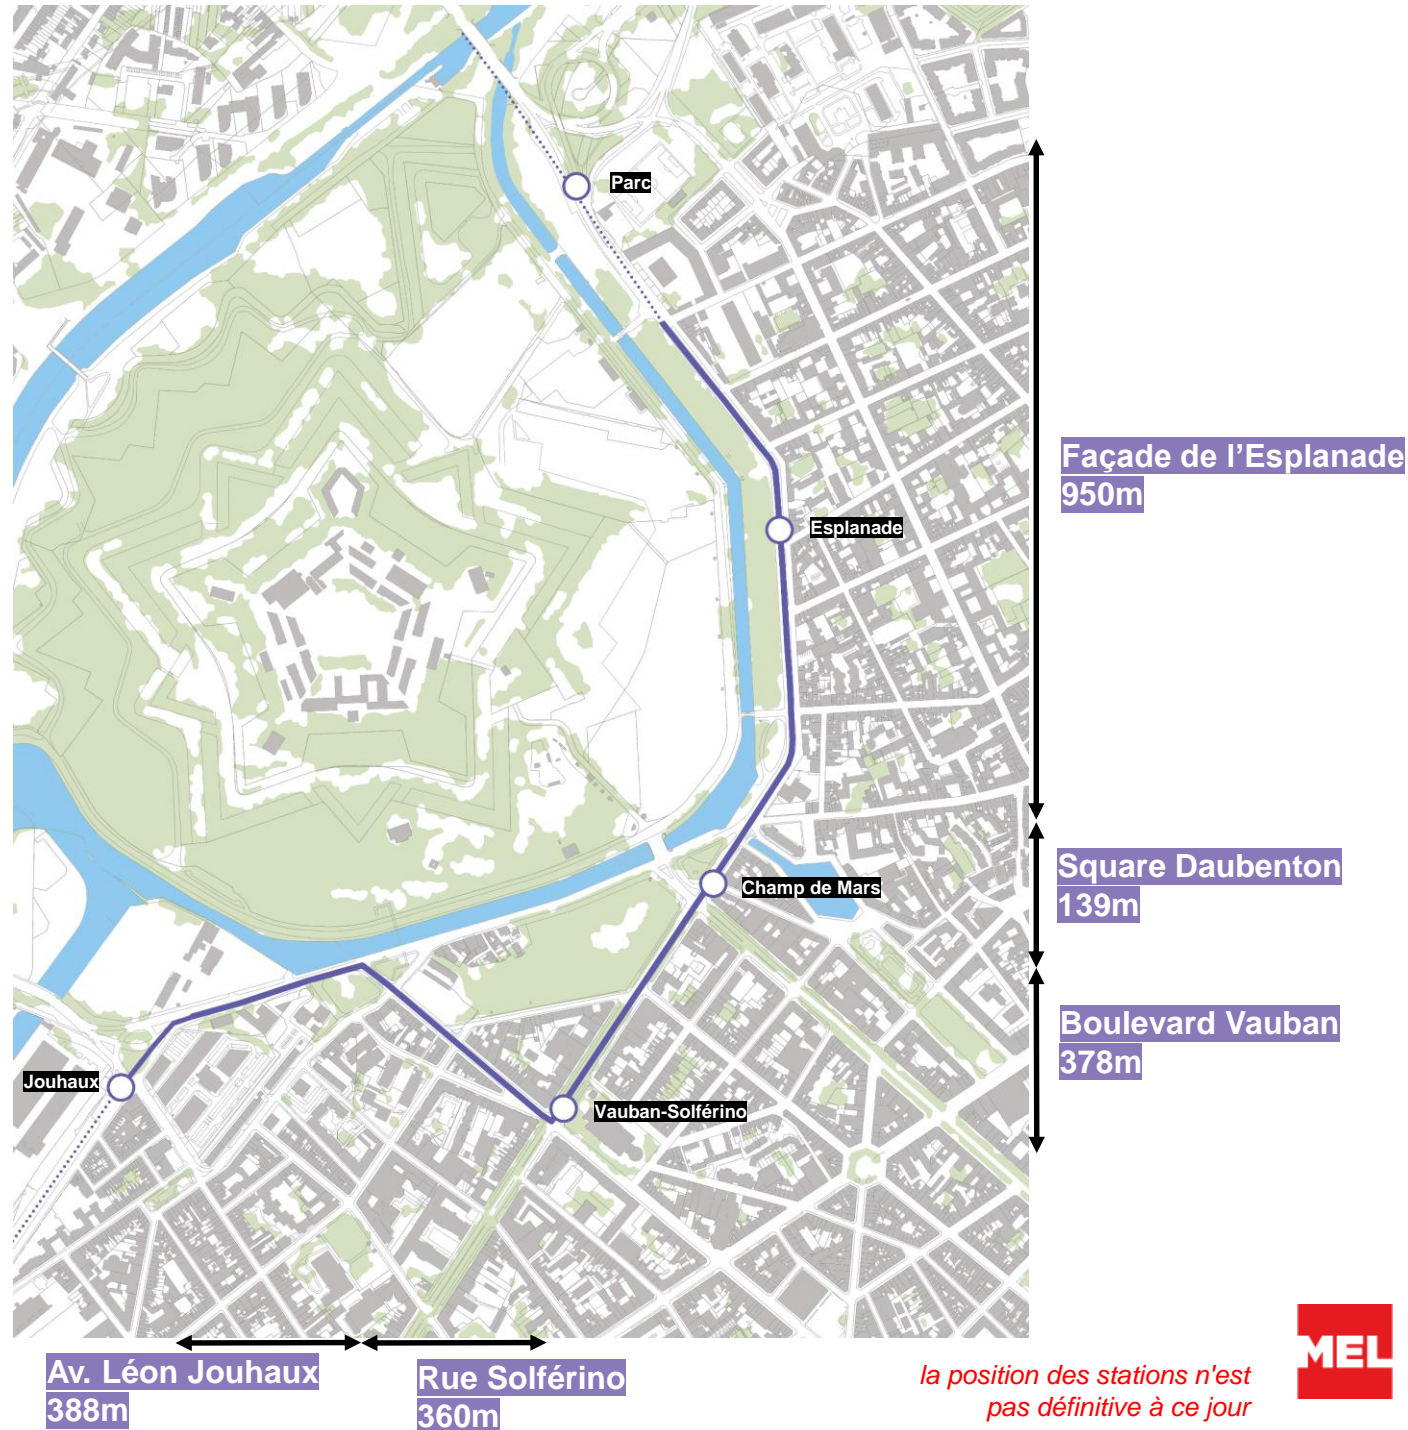 Parc
Façade de l'Esplanade
950m
Esplanade
Square Daubenton
139m
Champ de Mars
Boulevard Vauban
378m
Jouhaux
Vauban-Solférino
Av. Léon Jouhaux
388m
Rue Solférino
360m
la position des stations n'est
pas définitive à ce jour
MEL